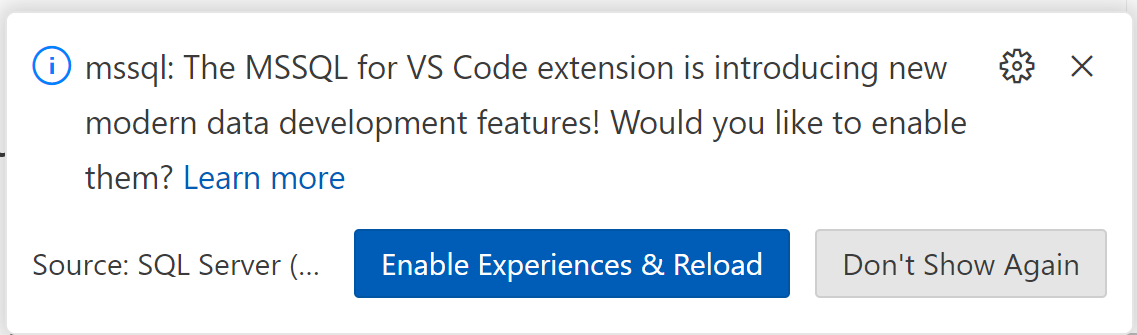 mssql: The MSSQL for VS Code extension is introducing new
modern data development features! Would you like to enable
them? Learn more
Source: SQL Server (...
Enable Experiences & Reload
Don't Show Again